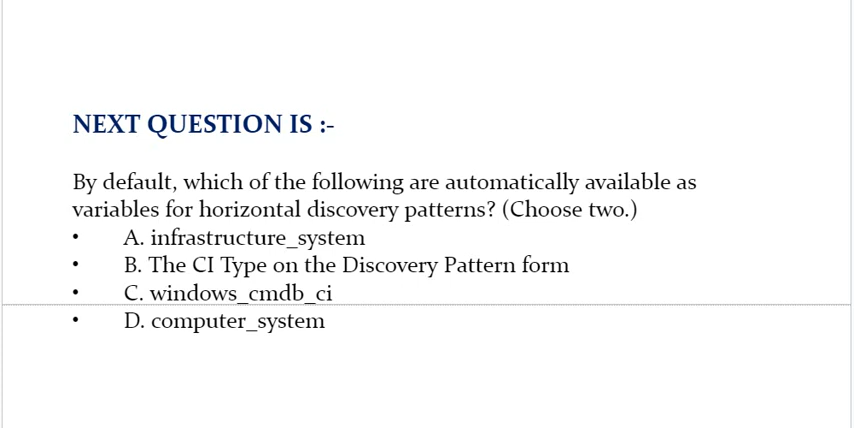 NEXT QUESTION IS :-
By default, which of the following are automatically available as
variables for horizontal discovery patterns? (Choose two.)
• A. infrastructure_system
• B. The CI Type on the Discovery Pattern form
• C. windows_cmdb_ci
• D. computer_system